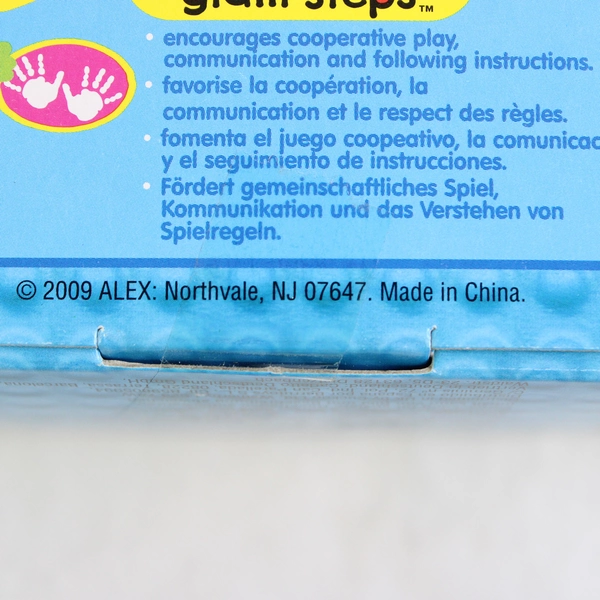 giant steps™
• encourages cooperative play,
communication and following instructions.
• favorise la coopération, la
communication et le respect des règles.
• fomenta el juego coopeativo, la comunicac
y el seguimiento de instrucciones.
• Fördert gemeinschaftliches Spiel,
Kommunikation und das Verstehen von
Spielregeln.
© 2009 ALEX: Northvale, NJ 07647. Made in China.